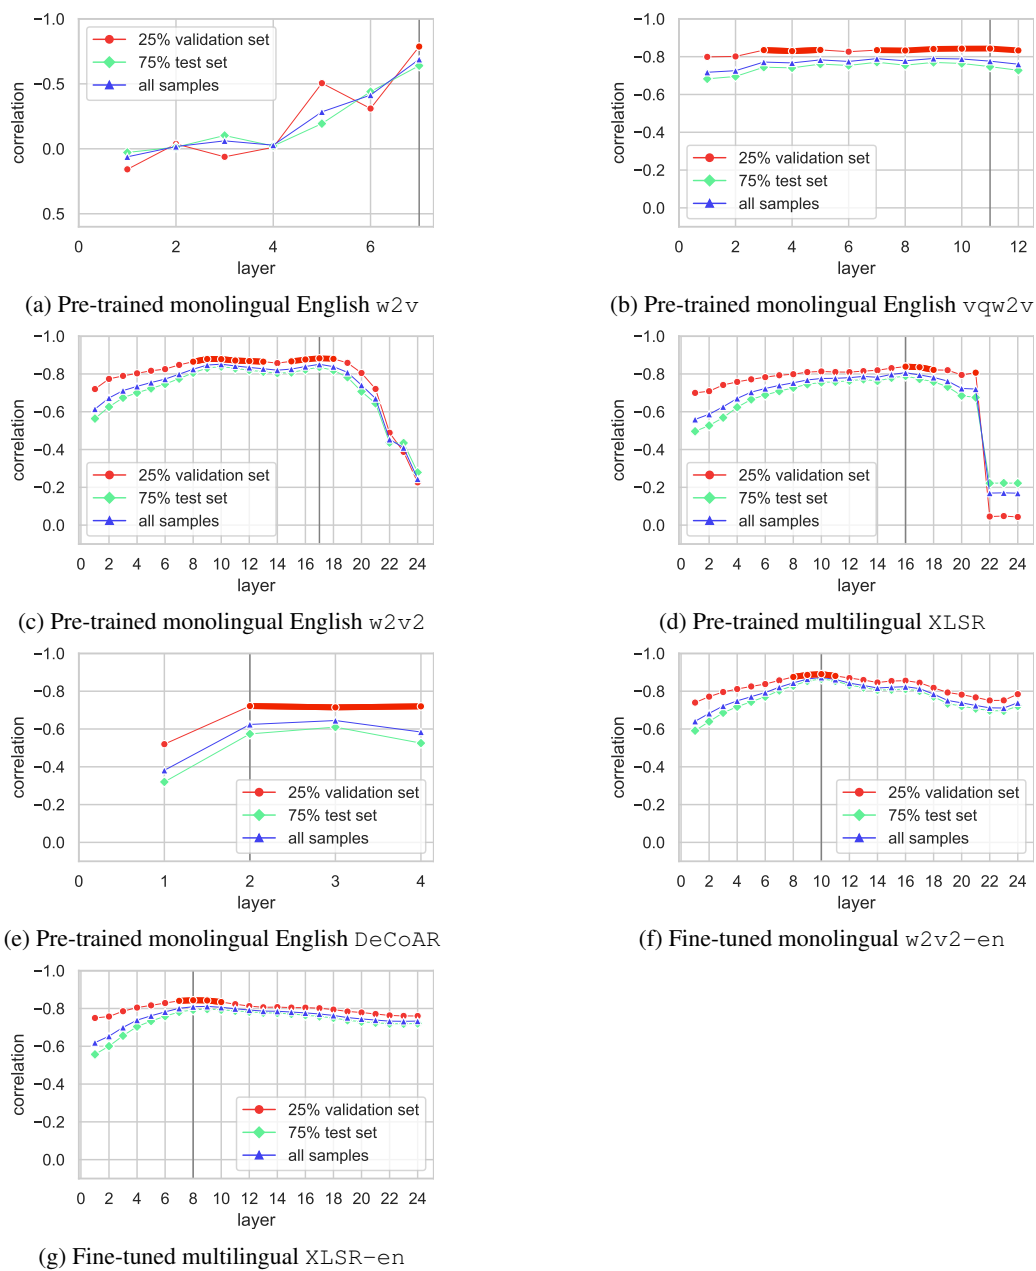 −1.0
−0.5
0.0
0.5
correlation
25% validation set
75% test set
all samples
0 2 4 6
layer
(a) Pre-trained monolingual English w2v
−1.0
−0.8
−0.6
−0.4
−0.2
0.0
correlation
25% validation set
75% test set
all samples
0 2 4 6 8 10 12
layer
(b) Pre-trained monolingual English vqw2v
−1.0
−0.8
−0.6
−0.4
−0.2
0.0
correlation
25% validation set
75% test set
all samples
0 2 4 6 8 10 12 14 16 18 20 22 24
layer
(c) Pre-trained monolingual English w2v2
−1.0
−0.8
−0.6
−0.4
−0.2
0.0
correlation
25% validation set
75% test set
all samples
0 2 4 6 8 10 12 14 16 18 20 22 24
layer
(d) Pre-trained multilingual XLSR
−1.0
−0.8
−0.6
−0.4
−0.2
0.0
correlation
25% validation set
75% test set
all samples
0 1 2 3 4
layer
(e) Pre-trained monolingual English DeCoAR
−1.0
−0.8
−0.6
−0.4
−0.2
0.0
correlation
25% validation set
75% test set
all samples
0 2 4 6 8 10 12 14 16 18 20 22 24
layer
(f) Fine-tuned monolingual w2v2-en
−1.0
−0.8
−0.6
−0.4
−0.2
0.0
correlation
25% validation set
75% test set
all samples
0 2 4 6 8 10 12 14 16 18 20 22 24
layer
(g) Fine-tuned multilingual XLSR-en